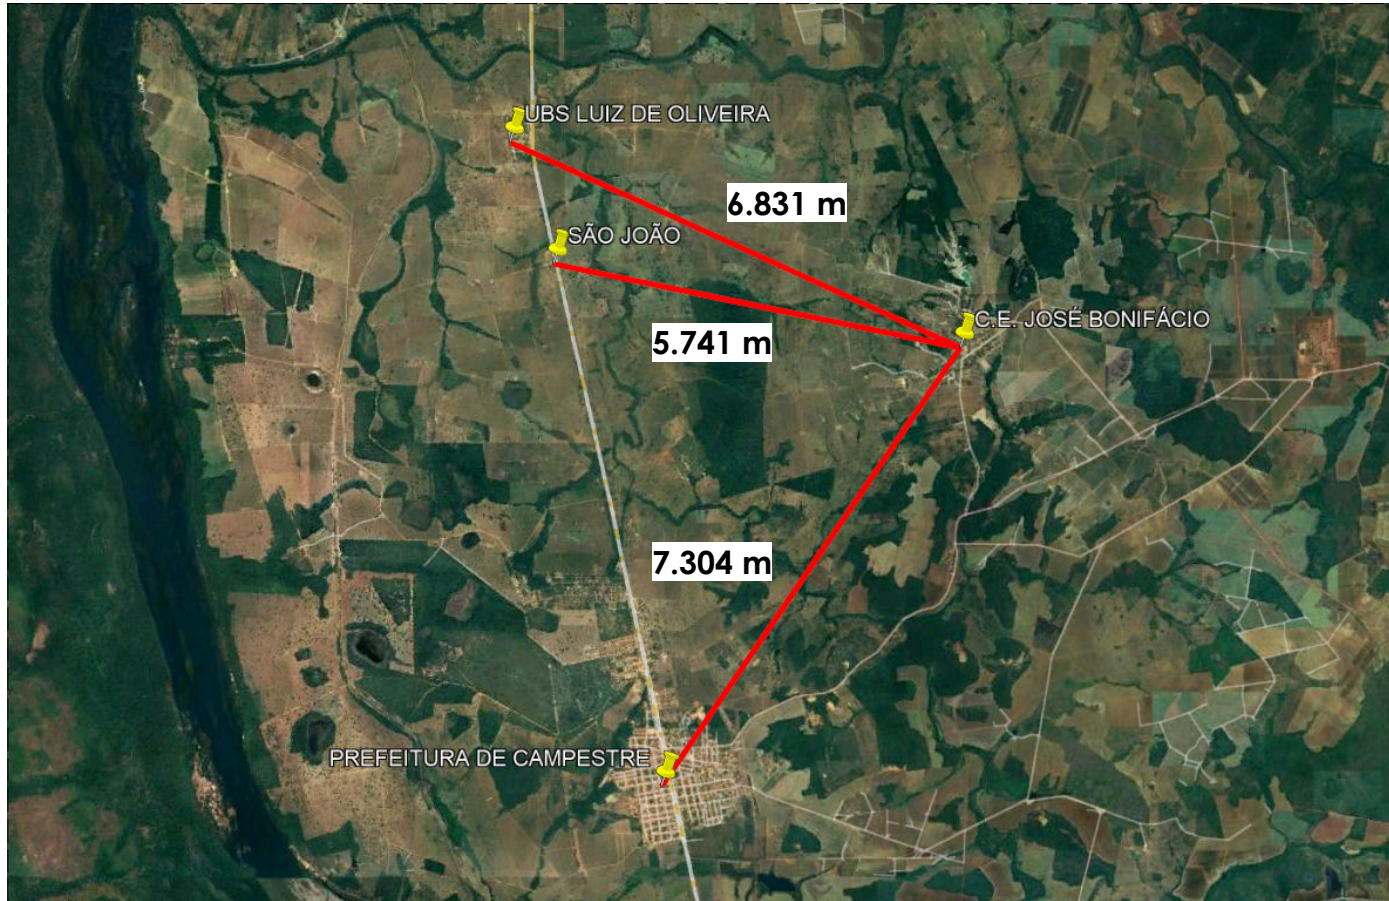 UBS LUIZ DE OLIVEIRA
6.831 m
SÃO JOÃO
C.E. JOSÉ BONIFÁCIO
5.741 m
7.304 m
PREFEITURA DE CAMPESTRE